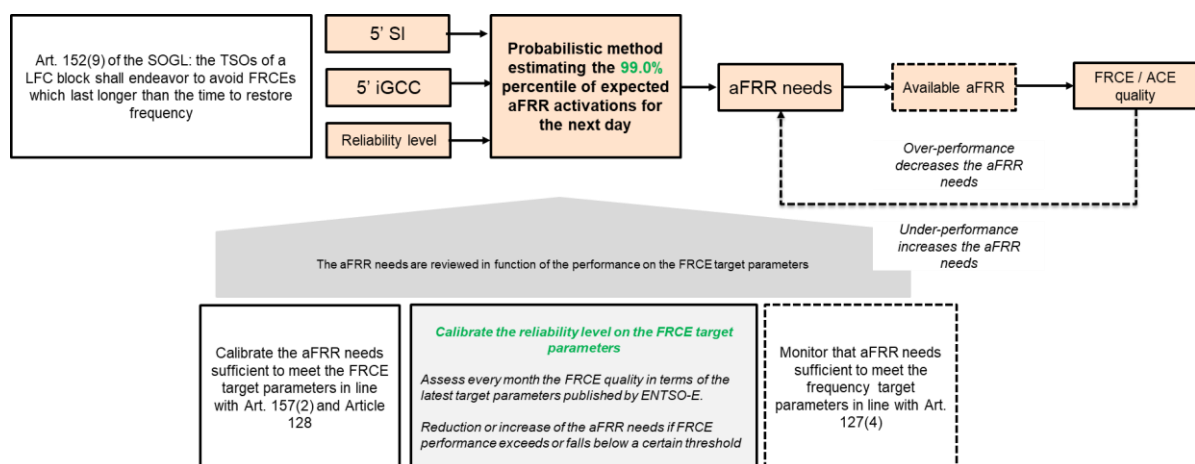 Art. 152(9) of the SOGL: the TSOs of a
LFC block shall endeavor to avoid FRCEs
which last longer than the time to restore
frequency
5' SI
5' iGCC
Reliability level
Probabilistic method
estimating the 99.0%
percentile of expected
aFRR activations for
the next day
aFRR needs
Available aFRR
FRCE / ACE
quality
Over-performance
decreases the aFRR
needs
Under-performance
increases the aFRR
needs
The aFRR needs are reviewed in function of the performance on the FRCE target parameters
Calibrate the aFRR needs
sufficient to meet the FRCE
target parameters in line
with Art. 157(2) and Article
128
Calibrate the reliability level on the FRCE target
parameters
Assess every month the FRCE quality in terms of the
latest target parameters published by ENTSO-E.
Reduction or increase of the aFRR needs if FRCE
performance exceeds or falls below a certain threshold
Monitor that aFRR needs
sufficient to meet the
frequency target
parameters in line with Art.
127(4)